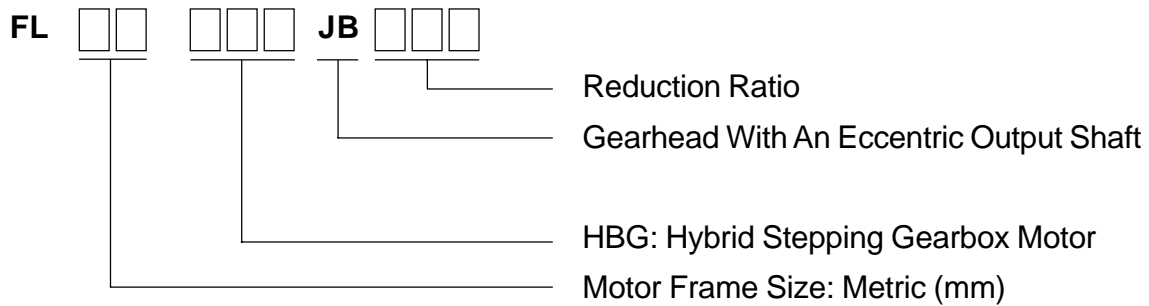 FL □□ □□□ JB □□□
Reduction Ratio
Gearhead With An Eccentric Output Shaft
HBG: Hybrid Stepping Gearbox Motor
Motor Frame Size: Metric (mm)